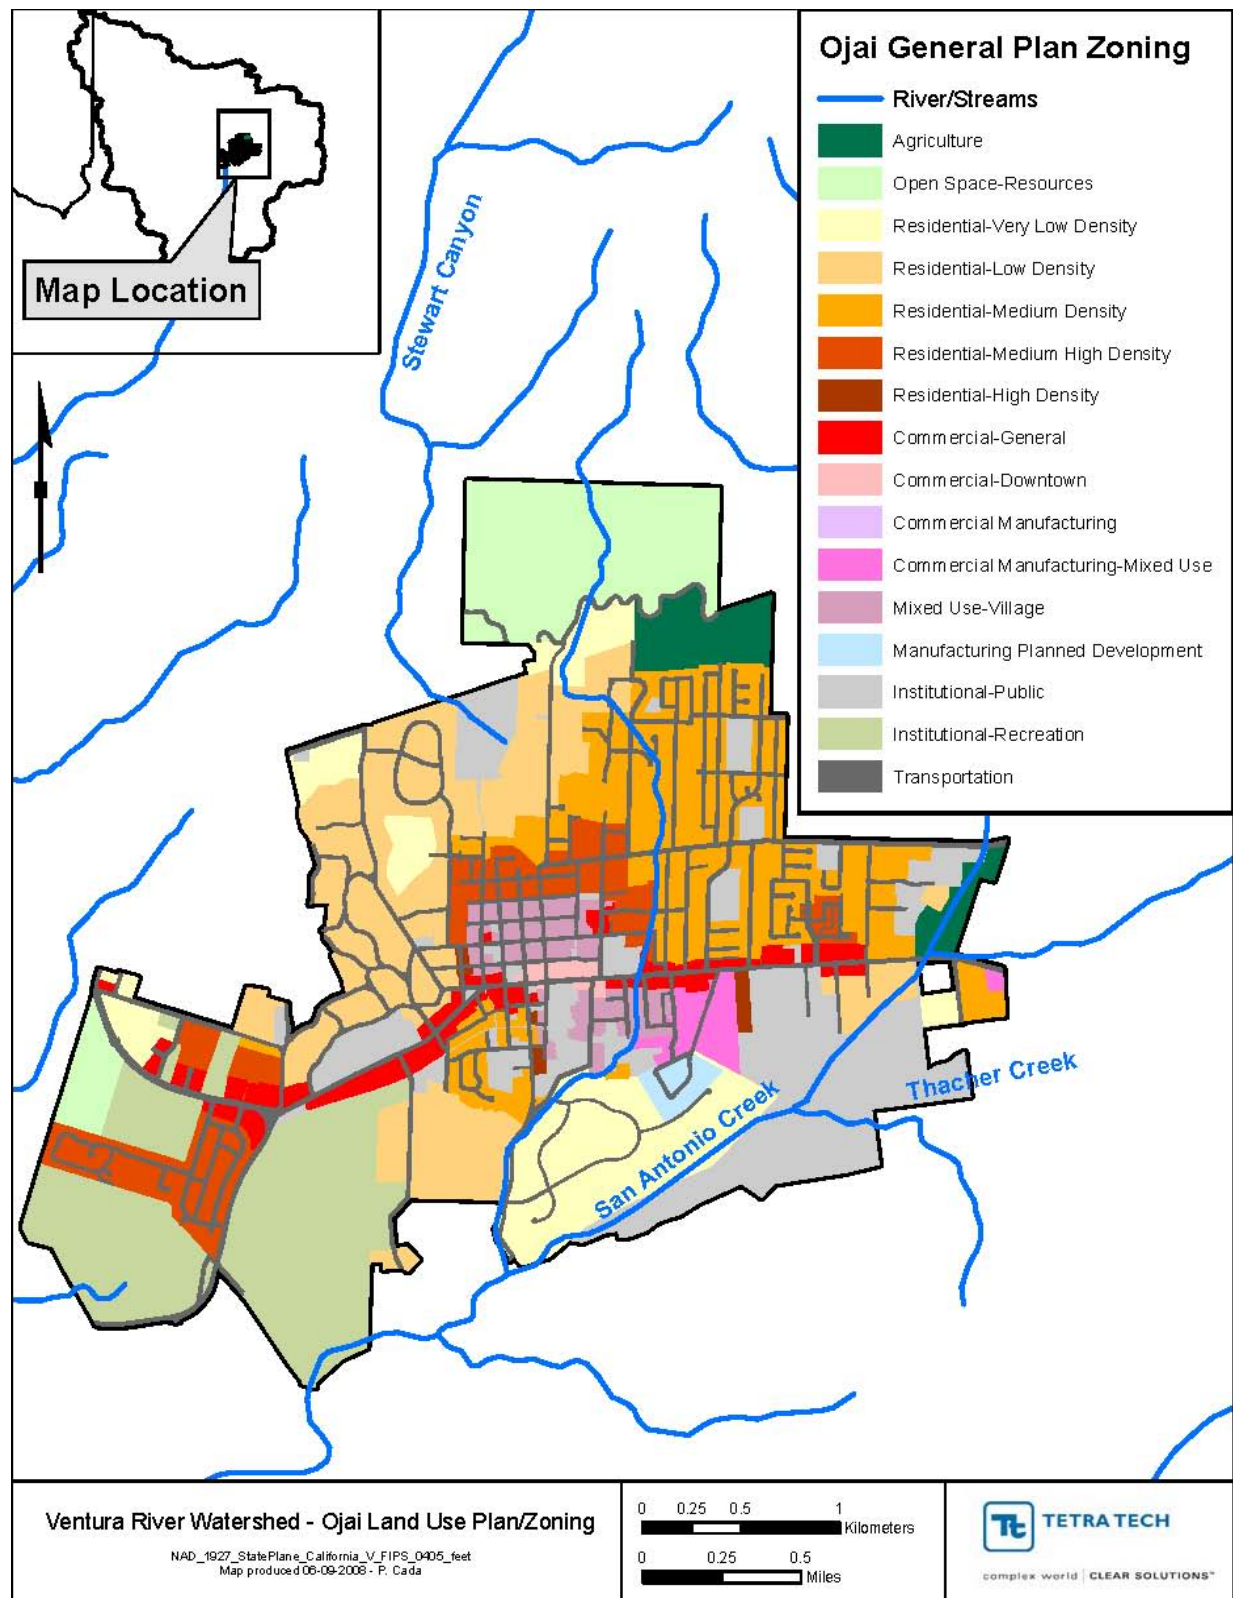 Map Location
Ojai General Plan Zoning
River/Streams
Agriculture
Open Space-Resources
Residential-Very Low Density
Residential-Low Density
Residential-Medium Density
Residential-Medium High Density
Residential-High Density
Commercial-General
Commercial-Downtown
Commercial Manufacturing
Commercial Manufacturing-Mixed Use
Mixed Use-Village
Manufacturing Planned Development
Institutional-Public
Institutional-Recreation
Transportation
Stewart Canyon
Thacher Creek
San Antonio Creek
Ventura River Watershed - Ojai Land Use Plan/Zoning
NAD_1927_StatePlane_California_V_FIPS_0405_feet
Map produced 06-09-2008 - P. Cada
0 0.25 0.5 1
Kilometers
0 0.25 0.5
Miles
Tt TETRA TECH
complex world | CLEAR SOLUTIONS™